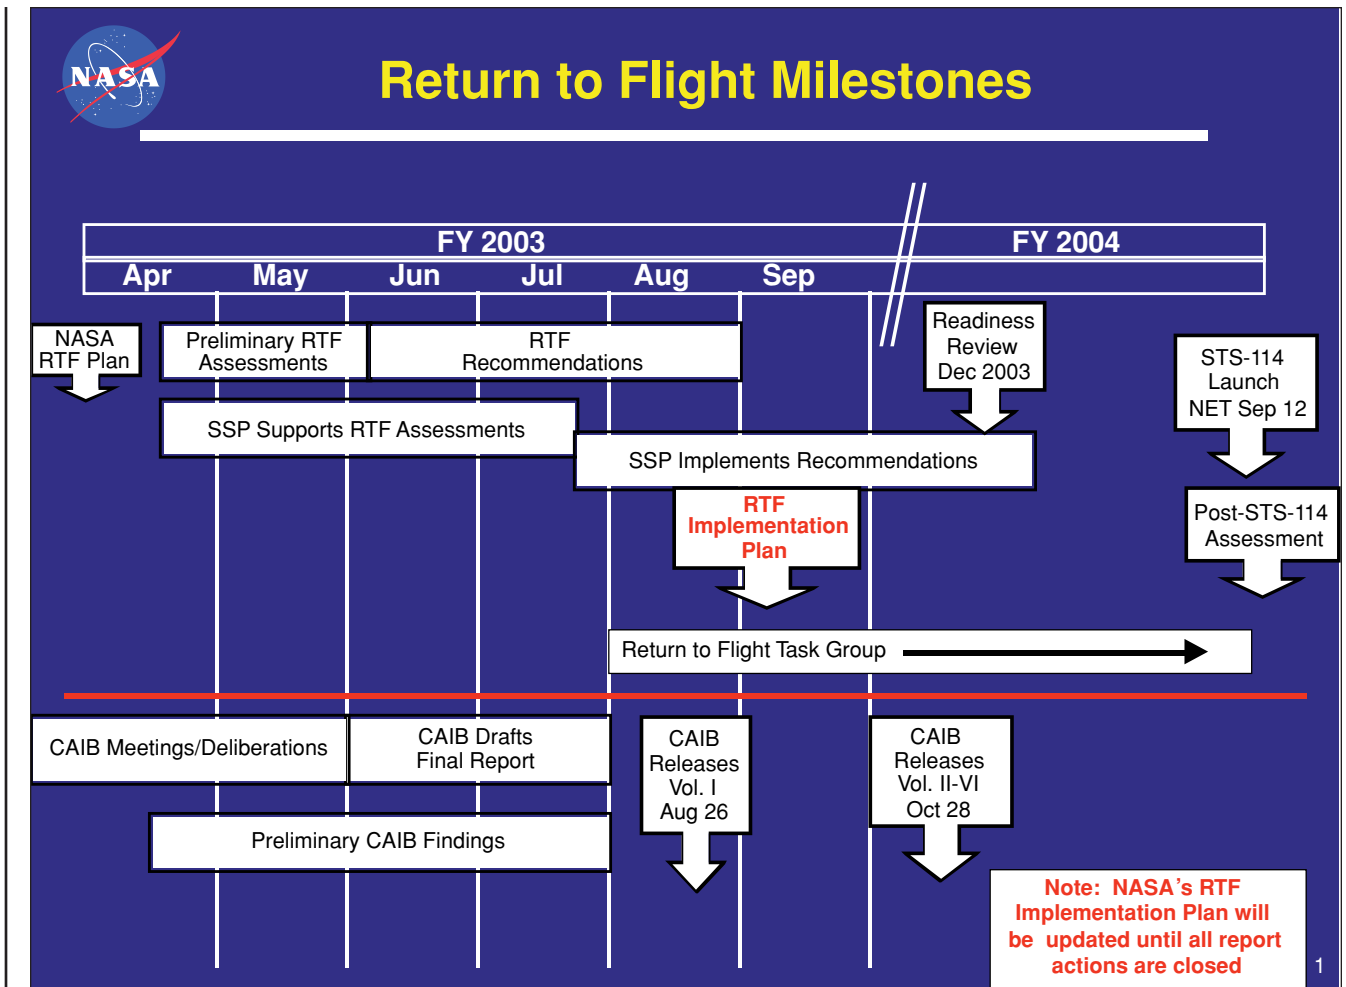 NASA
Return to Flight Milestones
FY 2003
FY 2004
Apr
May
Jun
Jul
Aug
Sep
NASA
RTF Plan
Preliminary RTF
Assessments
RTF
Recommendations
Readiness
Review
Dec 2003
STS-114
Launch
NET Sep 12
SSP Supports RTF Assessments
SSP Implements Recommendations
RTF
Implementation
Plan
Post-STS-114
Assessment
Return to Flight Task Group
CAIB Meetings/Deliberations
CAIB Drafts
Final Report
CAIB
Releases
Vol. I
Aug 26
CAIB
Releases
Vol. II-VI
Oct 28
Preliminary CAIB Findings
Note: NASA’s RTF
Implementation Plan will
be updated until all report
actions are closed
1